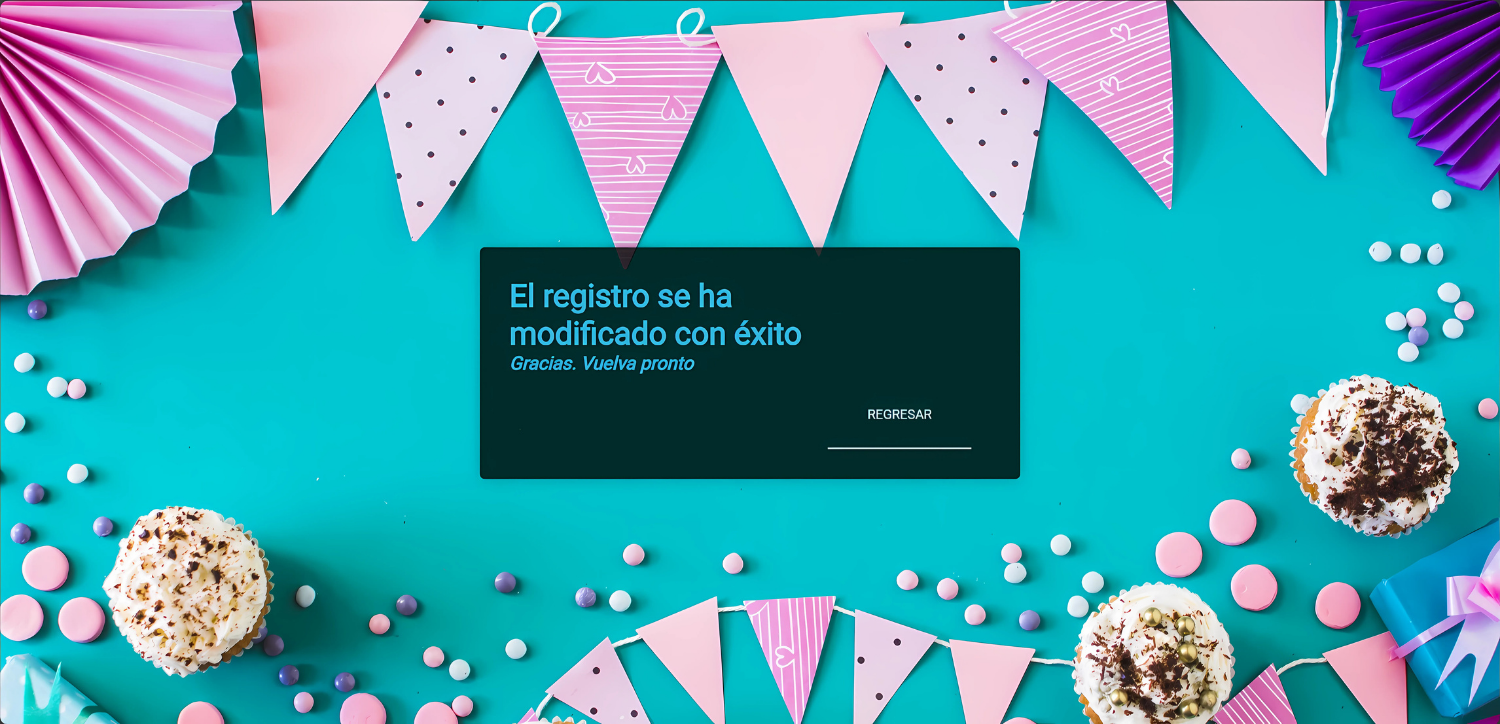 El registro se ha
modificado con éxito
Gracias. Vuelva pronto
REGRESAR